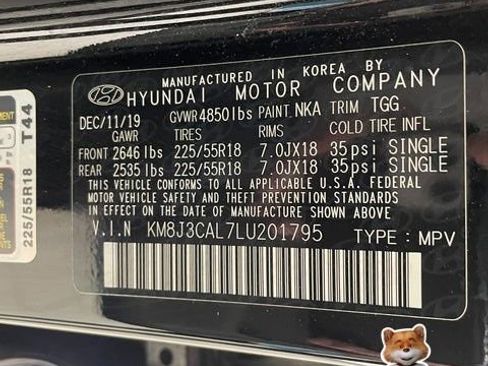 MANUFACTURED IN KOREA BY
HYUNDAI MOTOR COMPANY
DEC/11/19 GVWR 4850lbs PAINT NKA TRIM TGG
GAWR TIRES RIMS COLD TIRE INFL
FRONT 2646 lbs 225/55R18 7.0JX18 35psi SINGLE
REAR 2535 lbs 225/55R18 7.0JX18 35psi SINGLE
THIS VEHICLE CONFORMS TO ALL APPLICABLE U.S.A. FEDERAL
MOTOR VEHICLE SAFETY AND THEFT PREVENTION STANDARDS
IN EFFECT ON THE DATE OF MANUFACTURE SHOWN ABOVE
V.I.N KM8J3CAL7LU201795 TYPE : MPV
225/55R18 T44